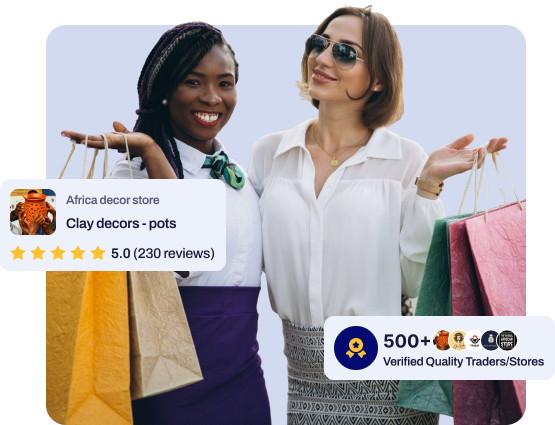 Africa decor store
Clay decors - pots
5.0 (230 reviews)
500+
Verified Quality Traders/Stores